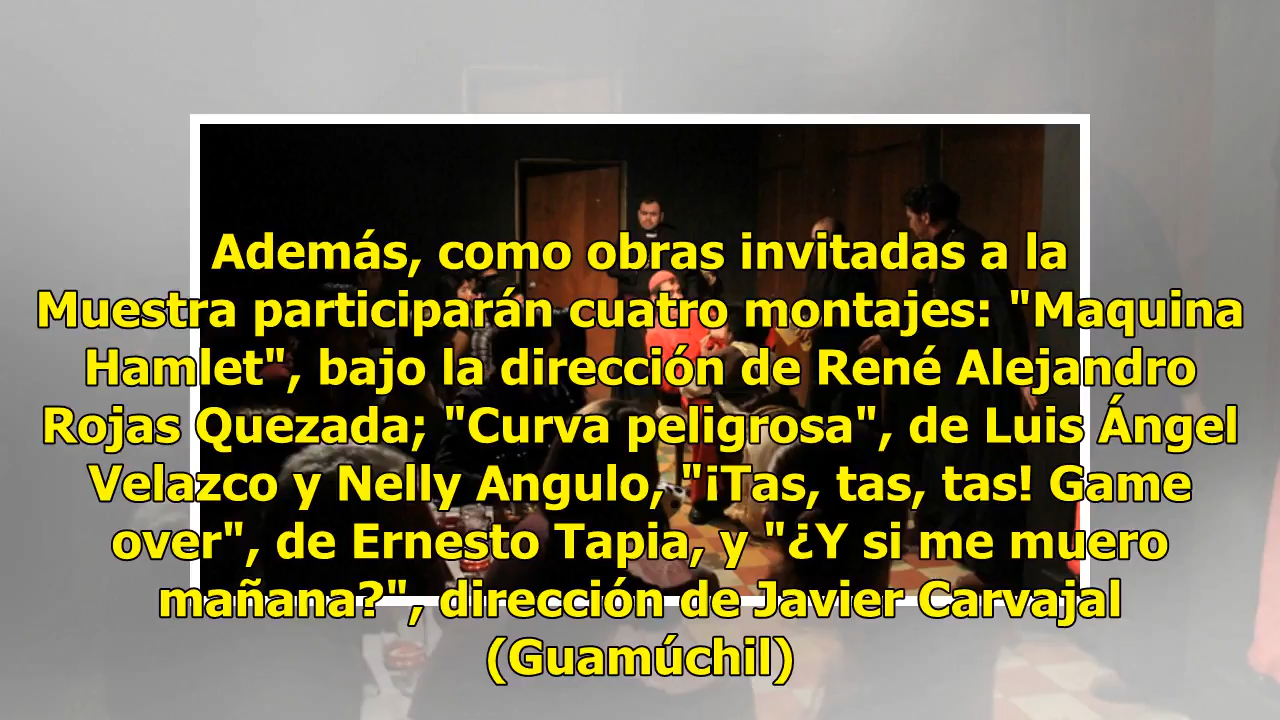 Además, como obras invitadas a la
Muestra participarán cuatro montajes: "Maquina
Hamlet", bajo la dirección de René Alejandro
Rojas Quezada; "Curva peligrosa", de Luis Ángel
Velazco y Nelly Angulo, "¡Tas, tas, tas! Game
over", de Ernesto Tapia, y "¿Y si me muero
mañana?", dirección de Javier Carvajal
(Guamúchil)